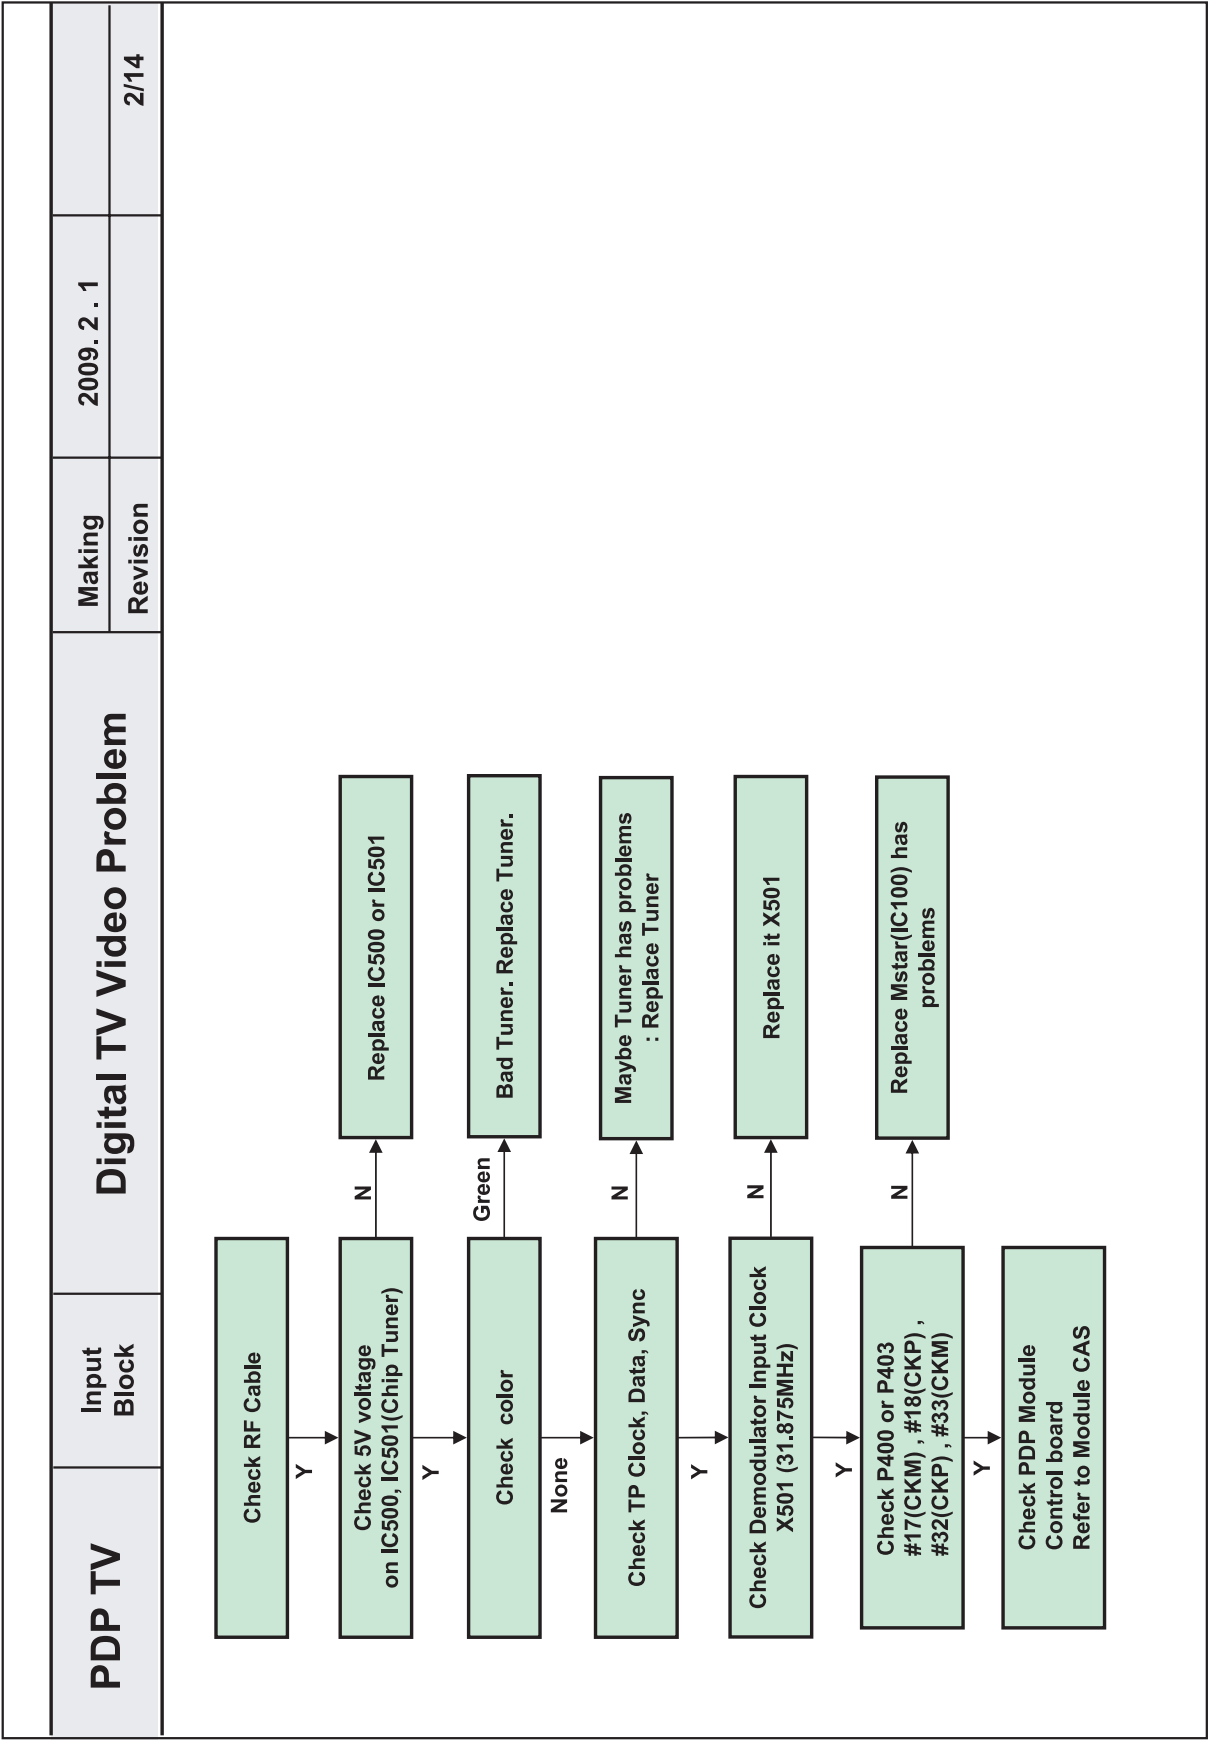 PDP TV
Input
Block
Digital TV Video Problem
Making
2009. 2 . 1
Revision
2/14
Check RF Cable
Y
Check 5V voltage
on IC500, IC501(Chip Tuner)
N
Replace IC500 or IC501
Y
Check color
Green
Bad Tuner. Replace Tuner.
None
Check TP Clock, Data, Sync
N
Maybe Tuner has problems
: Replace Tuner
Y
Check Demodulator Input Clock
X501 (31.875MHz)
N
Replace it X501
Y
Check P400 or P403
#17(CKM) , #18(CKP) ,
#32(CKP) , #33(CKM)
N
Replace Mstar(IC100) has
problems
Y
Check PDP Module
Control board
Refer to Module CAS